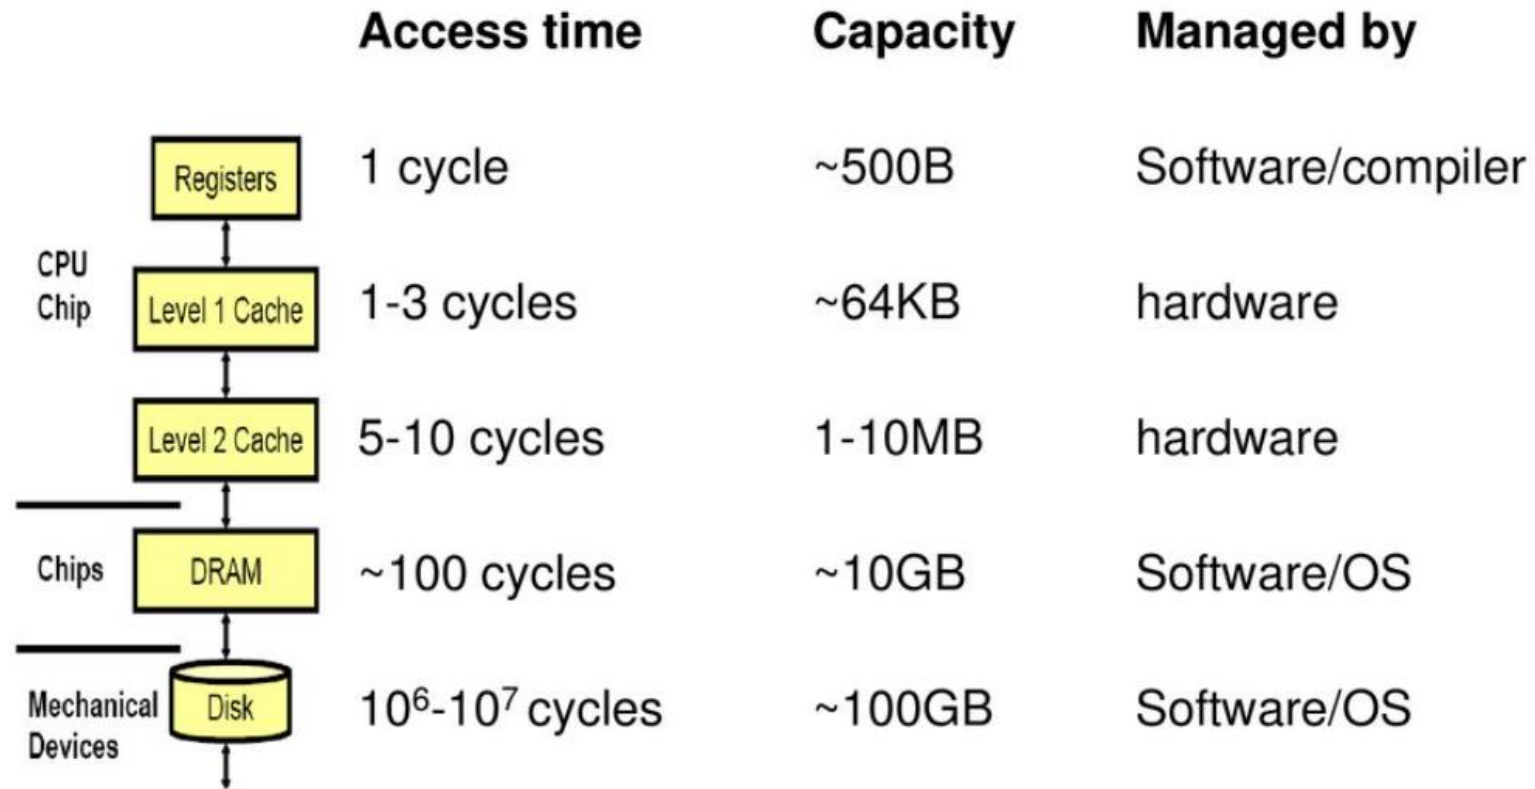 Access time Capacity Managed by
Registers 1 cycle ~500B Software/compiler
CPU
Chip
Level 1 Cache 1-3 cycles ~64KB hardware
Level 2 Cache 5-10 cycles 1-10MB hardware
Chips DRAM ~100 cycles ~10GB Software/OS
Mechanical
Devices
Disk 10⁶-10⁷ cycles ~100GB Software/OS